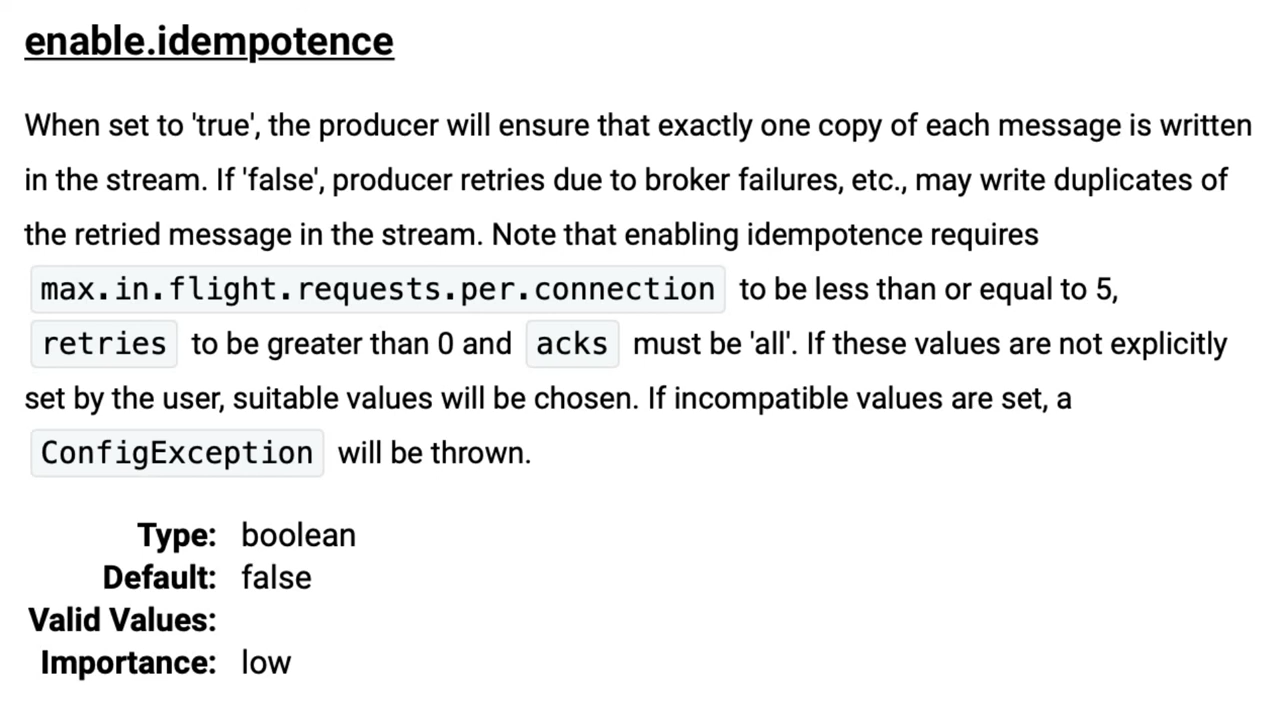 enable.idempotence
When set to 'true', the producer will ensure that exactly one copy of each message is written
in the stream. If 'false', producer retries due to broker failures, etc., may write duplicates of
the retried message in the stream. Note that enabling idempotence requires
max.in.flight.requests.per.connection to be less than or equal to 5,
retries to be greater than 0 and acks must be 'all'. If these values are not explicitly
set by the user, suitable values will be chosen. If incompatible values are set, a
ConfigException will be thrown.
Type: boolean
Default: false
Valid Values:
Importance: low